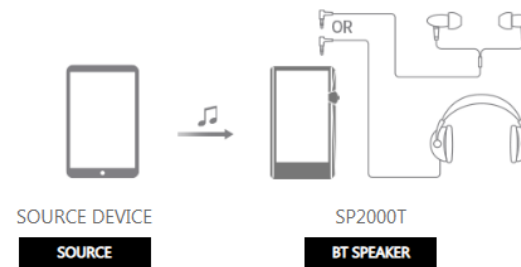 OR
SOURCE DEVICE
SP2000T
SOURCE
BT SPEAKER